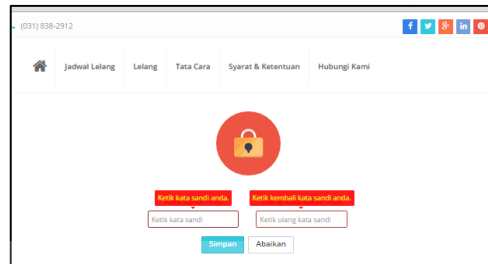 (031) 838-2912
Jadwal Lelang Lelang Tata Cara Syarat & Ketentuan Hubungi Kami
Ketik kata sandi anda. Ketik kembali kata sandi anda.
Ketik kata sandi Ketik ulang kata sandi
Simpan Abaikan